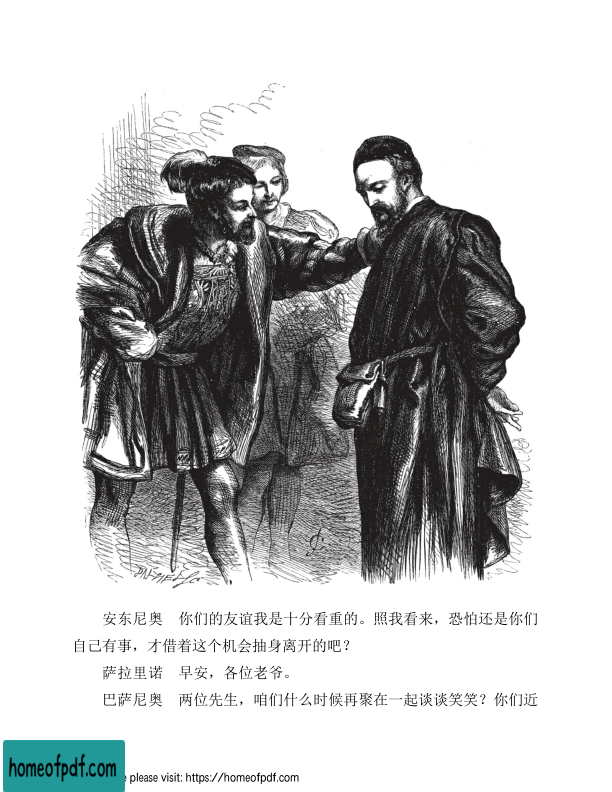 安东尼奥　你们的友谊我是十分看重的。照我看来，恐怕还是你们
自己有事，才借着这个机会抽身离开的吧？
萨拉里诺　早安，各位老爷。
巴萨尼奥　两位先生，咱们什么时候再聚在一起谈谈笑笑？你们近
homeofpdf.com
e please visit: https://homeofpdf.com